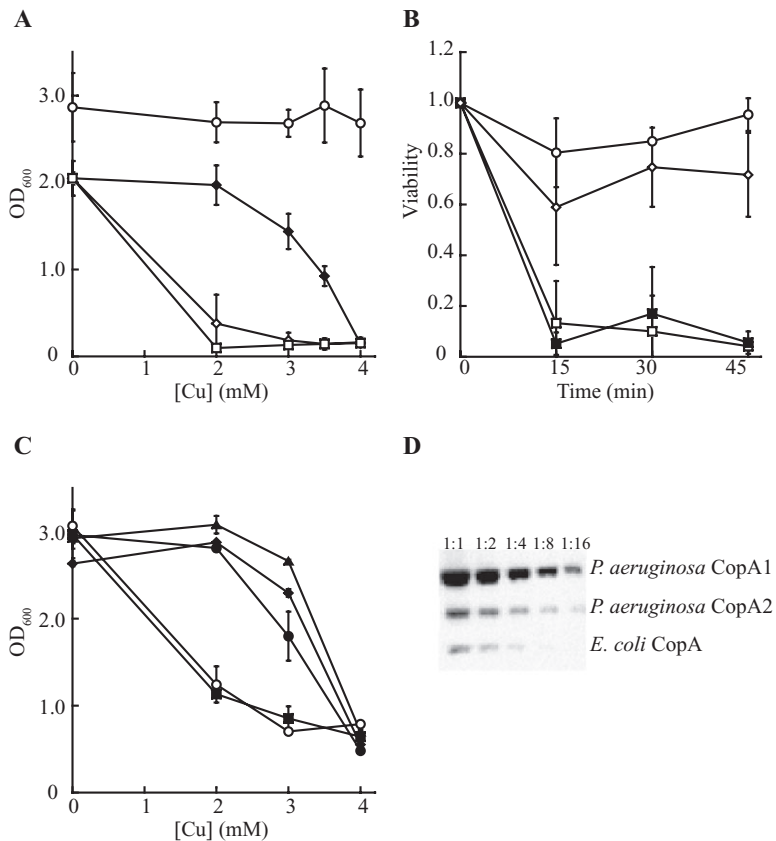 A
3.0
2.0
1.0
0
OD600
0 1 2 3 4
[Cu] (mM)
B
1.2
1.0
0.8
0.6
0.4
0.2
0
Viability
0 15 30 45
Time (min)
C
3.0
2.0
1.0
0
OD600
0 1 2 3 4
[Cu] (mM)
D
1:1 1:2 1:4 1:8 1:16
P. aeruginosa CopA1
P. aeruginosa CopA2
E. coli CopA